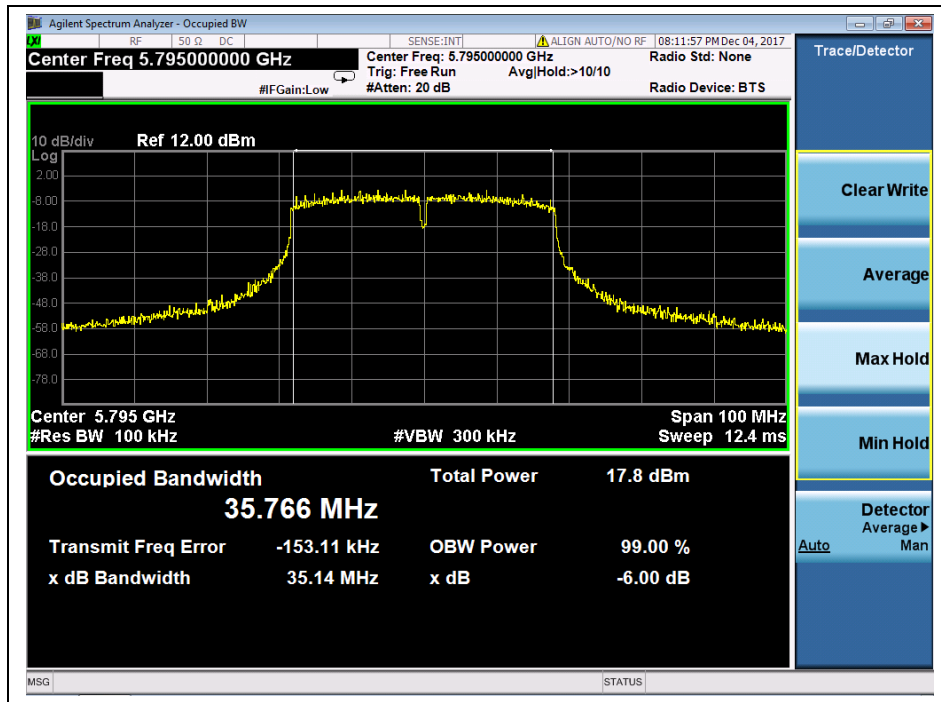 Agilent Spectrum Analyzer - Occupied BW
LXI RF 50 Ω DC SENSE:INT ALIGN AUTO/NO RF 08:11:57 PM Dec 04, 2017
Center Freq 5.795000000 GHz
#IFGain:Low
Center Freq: 5.795000000 GHz
Trig: Free Run Avg|Hold:>10/10
#Atten: 20 dB
Radio Std: None
Radio Device: BTS
10 dB/div Ref 12.00 dBm
Log
2.00
-8.00
-18.0
-28.0
-38.0
-48.0
-58.0
-68.0
-78.0
Center 5.795 GHz Span 100 MHz
#Res BW 100 kHz #VBW 300 kHz Sweep 12.4 ms
Occupied Bandwidth Total Power 17.8 dBm
35.766 MHz
Transmit Freq Error -153.11 kHz OBW Power 99.00 %
x dB Bandwidth 35.14 MHz x dB -6.00 dB
Trace/Detector
Clear Write
Average
Max Hold
Min Hold
Detector
Average
Auto Man
MSG STATUS